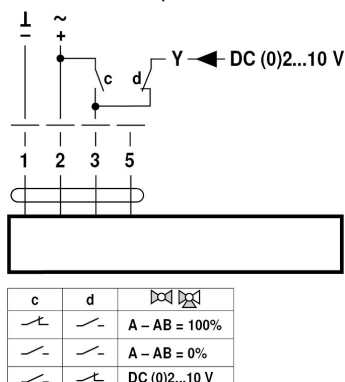 ⊥ ~
− +
c d Y DC (0)2...10 V
1 2 3 5
c d
A – AB = 100%
A – AB = 0%
DC (0)2...10 V